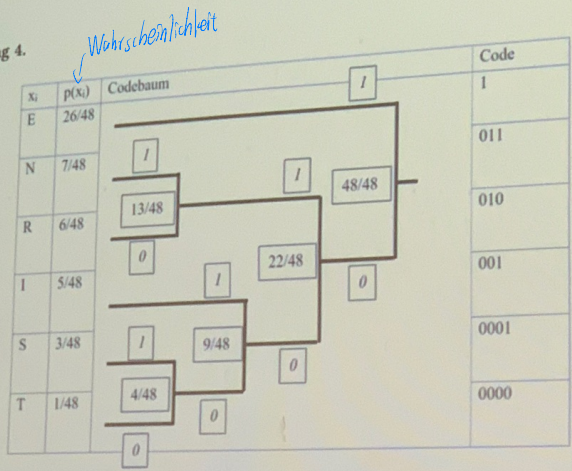 g 4.
Wahrscheinlichkeit
xᵢ p(xᵢ) Codebaum Code
E 26/48 1 1
N 7/48 1 1 48/48 011
13/48
R 6/48 0 22/48 0 010
I 5/48 1 001
S 3/48 1 9/48 0 0001
4/48
T 1/48 0 0 0000